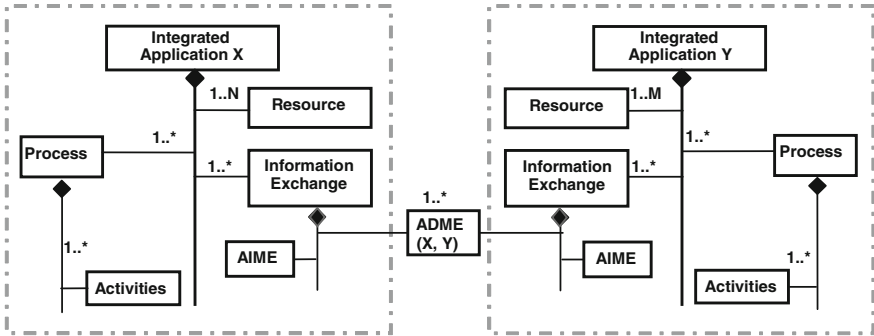 Integrated
Application X
1..N
Resource
1..*
Process
1..*
Information
Exchange
1..*
AIME
Activities
1..*
ADME
(X, Y)
Integrated
Application Y
Resource
1..M
1..*
Process
Information
Exchange
1..*
AIME
1..*
Activities